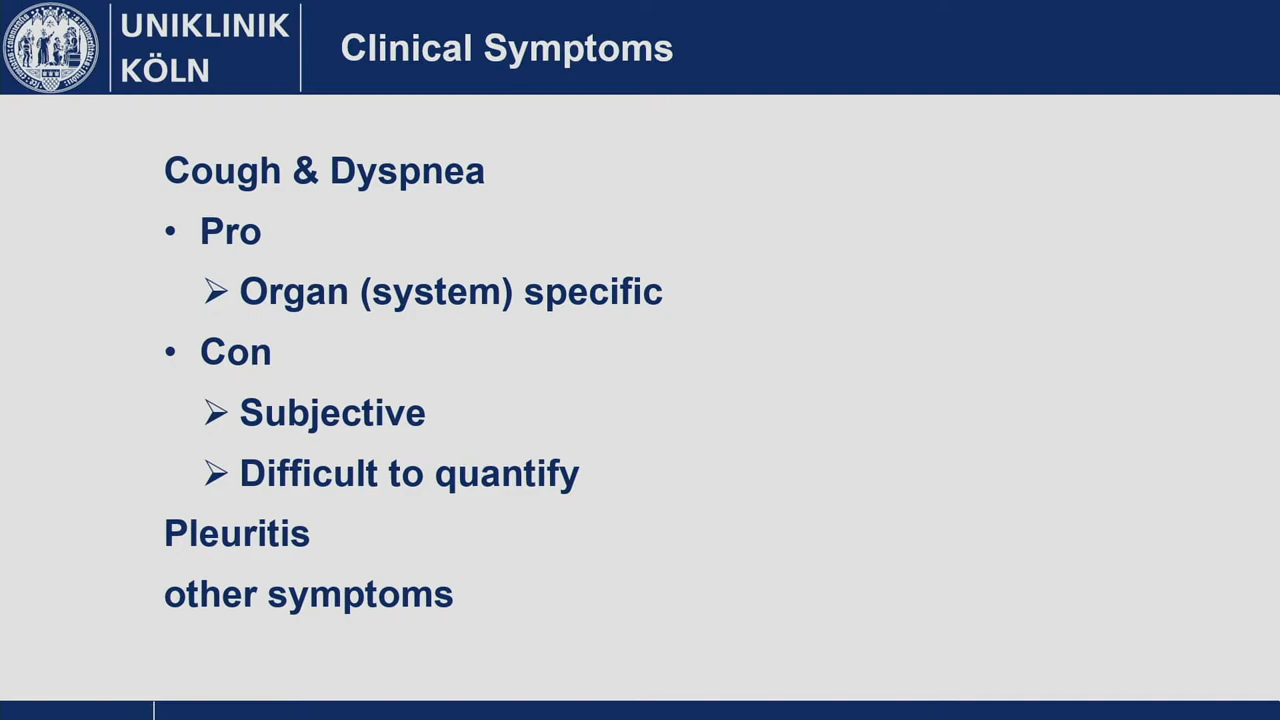 UNIKLINIK
KÖLN
Clinical Symptoms
Cough & Dyspnea
• Pro
➢ Organ (system) specific
• Con
➢ Subjective
➢ Difficult to quantify
Pleuritis
other symptoms